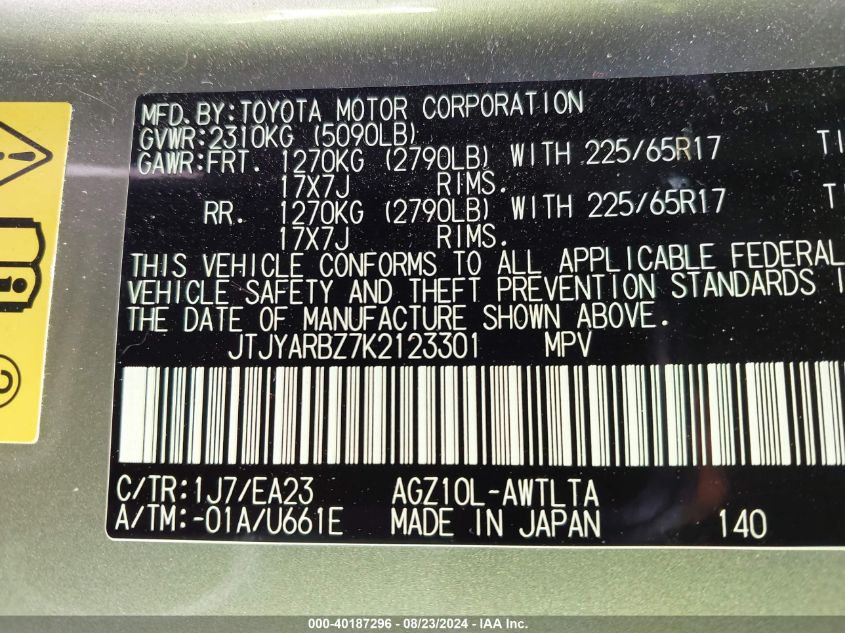 MFD.BY:TOYOTA MOTOR CORPORATION
GVWR:2310KG (5090LB)
GAWR:FRT. 1270KG (2790LB) WITH 225/65R17 TI
17X7J RIMS.
RR. 1270KG (2790LB) WITH 225/65R17 TI
17X7J RIMS.
THIS VEHICLE CONFORMS TO ALL APPLICABLE FEDERAL
VEHICLE SAFETY AND THEFT PREVENTION STANDARDS I
THE DATE OF MANUFACTURE SHOWN ABOVE.
JTJYARBZ7K2123301 MPV
C/TR:1J7/EA23 AGZ10L-AWTLTA
A/TM:-01A/U661E MADE IN JAPAN 140
000-40187296 - 08/23/2024 - IAA Inc.